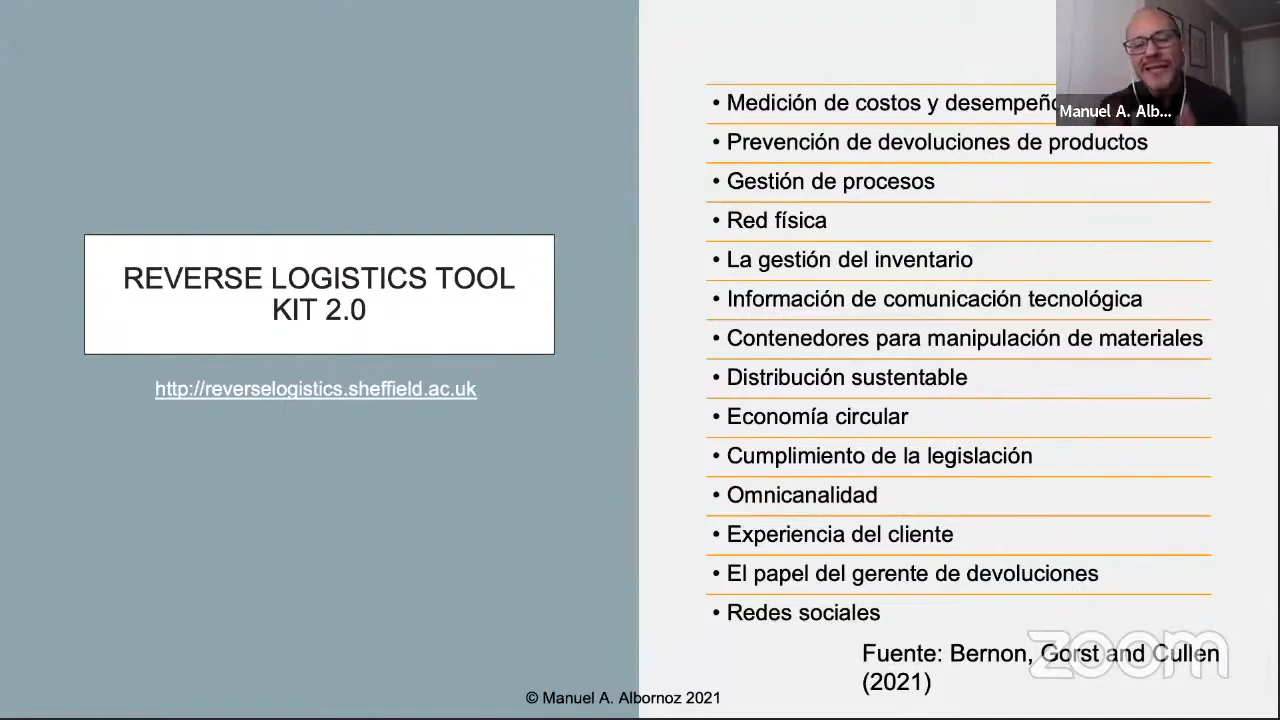 REVERSE LOGISTICS TOOL
KIT 2.0
http://reverselogistics.sheffield.ac.uk
• Medición de costos y desempeño
• Prevención de devoluciones de productos
• Gestión de procesos
• Red física
• La gestión del inventario
• Información de comunicación tecnológica
• Contenedores para manipulación de materiales
• Distribución sustentable
• Economía circular
• Cumplimiento de la legislación
• Omnicanalidad
• Experiencia del cliente
• El papel del gerente de devoluciones
• Redes sociales
Fuente: Bernon, Gorst and Cullen
(2021)
© Manuel A. Albornoz 2021
Manuel A. Alb...
zoom